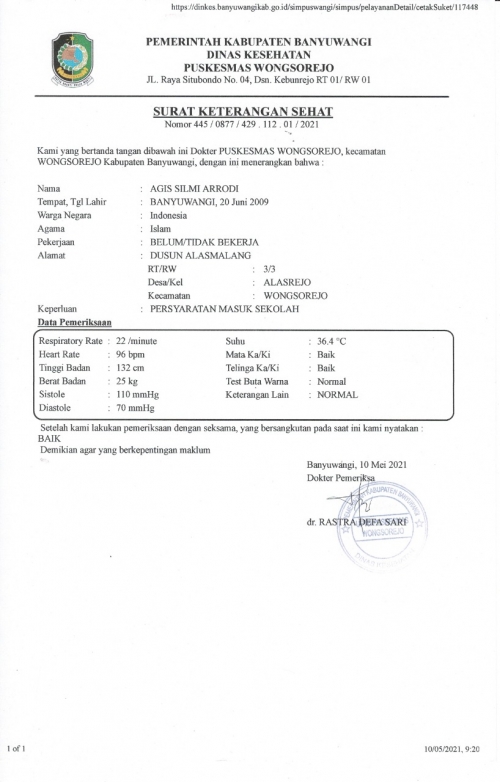 https://dinkes.banyuwangikab.go.id/simpuswangi/simpus/pelayananDetail/cetakSuket/117448
PEMERINTAH KABUPATEN BANYUWANGI
DINAS KESEHATAN
PUSKESMAS WONGSOREJO
JL. Raya Situbondo No. 04, Dsn. Kebunrejo RT 01/ RW 01
SURAT KETERANGAN SEHAT
Nomor 445 / 0877 / 429 . 112 . 01 / 2021
Kami yang bertanda tangan dibawah ini Dokter PUSKESMAS WONGSOREJO, kecamatan
WONGSOREJO Kabupaten Banyuwangi, dengan ini menerangkan bahwa :
Nama : AGIS SILMI ARRODI
Tempat, Tgl Lahir : BANYUWANGI, 20 Juni 2009
Warga Negara : Indonesia
Agama : Islam
Pekerjaan : BELUM/TIDAK BEKERJA
Alamat : DUSUN ALASMALANG
RT/RW : 3/3
Desa/Kel : ALASREJO
Kecamatan : WONGSOREJO
Keperluan : PERSYARATAN MASUK SEKOLAH
Data Pemeriksaan
Respiratory Rate : 22 /minute Suhu : 36.4 °C
Heart Rate : 96 bpm Mata Ka/Ki : Baik
Tinggi Badan : 132 cm Telinga Ka/Ki : Baik
Berat Badan : 25 kg Test Buta Warna : Normal
Sistole : 110 mmHg Keterangan Lain : NORMAL
Diastole : 70 mmHg
Setelah kami lakukan pemeriksaan dengan seksama, yang bersangkutan pada saat ini kami nyatakan :
BAIK
Demikian agar yang berkepentingan maklum
Banyuwangi, 10 Mei 2021
Dokter Pemeriksa
KABUPATEN BANYUWANGI
dr. RASTRA DEFA SARI
WONGSOREJO
1 of 1
10/05/2021, 9:20